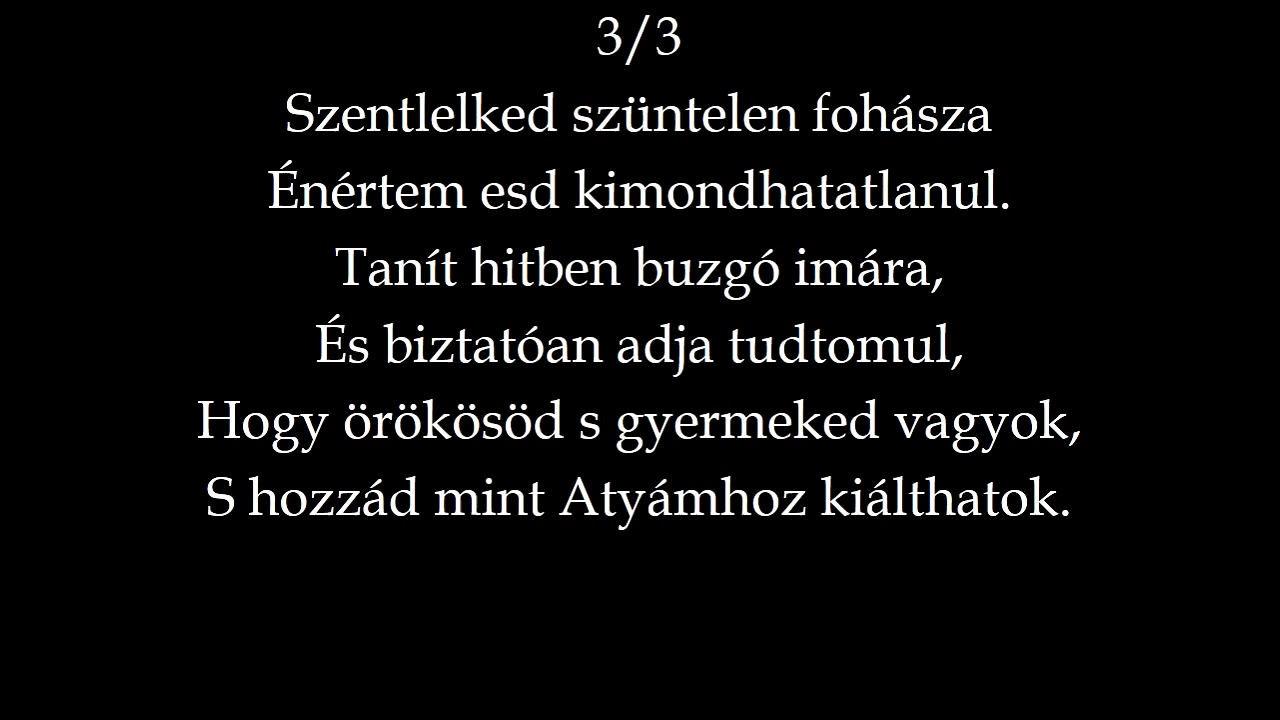 3/3
Szentlelked szüntelen fohásza
Énértem esd kimondhatatlanul.
Tanít hitben buzgó imára,
És biztatóan adja tudtomul,
Hogy örökösöd s gyermeked vagyok,
S hozzád mint Atyámhoz kiálthatok.